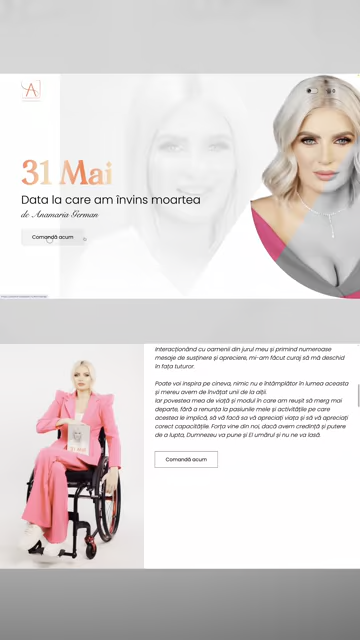 A
31 Mai
Data la care am învins moartea
de Anamaria German
Comandă acum
Interacționând cu oamenii din jurul meu și primind numeroase
mesaje de susținere și apreciere, mi-am făcut curaj să mă deschid
în fața tuturor.
Poate voi inspira pe cineva, nimic nu e întâmplător în lumea aceasta
și mereu avem de învățat unii de la alții.
Iar povestea mea de viață și modul în care am reușit să merg mai
departe, fără a renunța la pasiunile mele și activitățile pe care
acestea le implică, să vă facă sa vă apreciați viața și să vă apreciați
corect capacitățile. Forța vine din noi, dacă avem credință și putere
de a lupta, Dumnezeu va pune și El umărul și nu ne va lasă.
Comandă acum